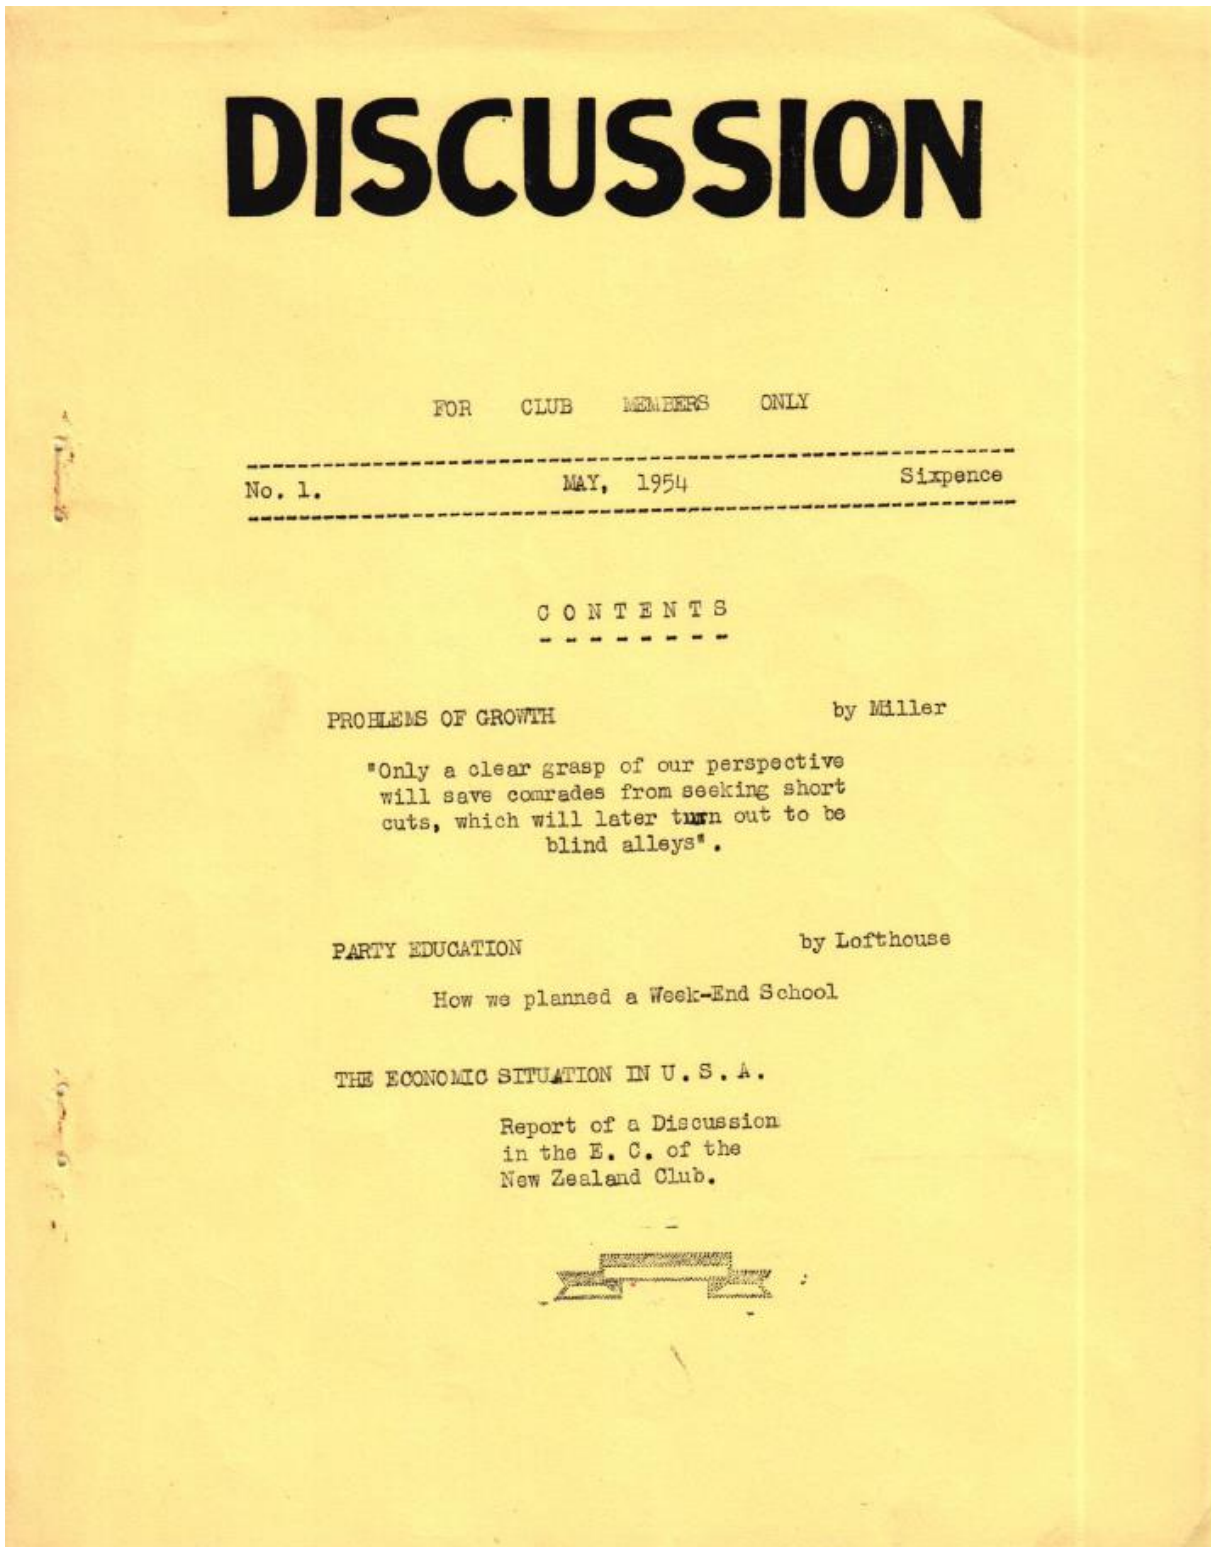 DISCUSSION
FOR CLUB MEMBERS ONLY
No. 1. MAY, 1954 Sixpence
CONTENTS
PROBLEMS OF GROWTH by Miller
"Only a clear grasp of our perspective
will save comrades from seeking short
cuts, which will later turn out to be
blind alleys".
PARTY EDUCATION by Lofthouse
How we planned a Week-End School
THE ECONOMIC SITUATION IN U. S. A.
Report of a Discussion
in the E. C. of the
New Zealand Club.